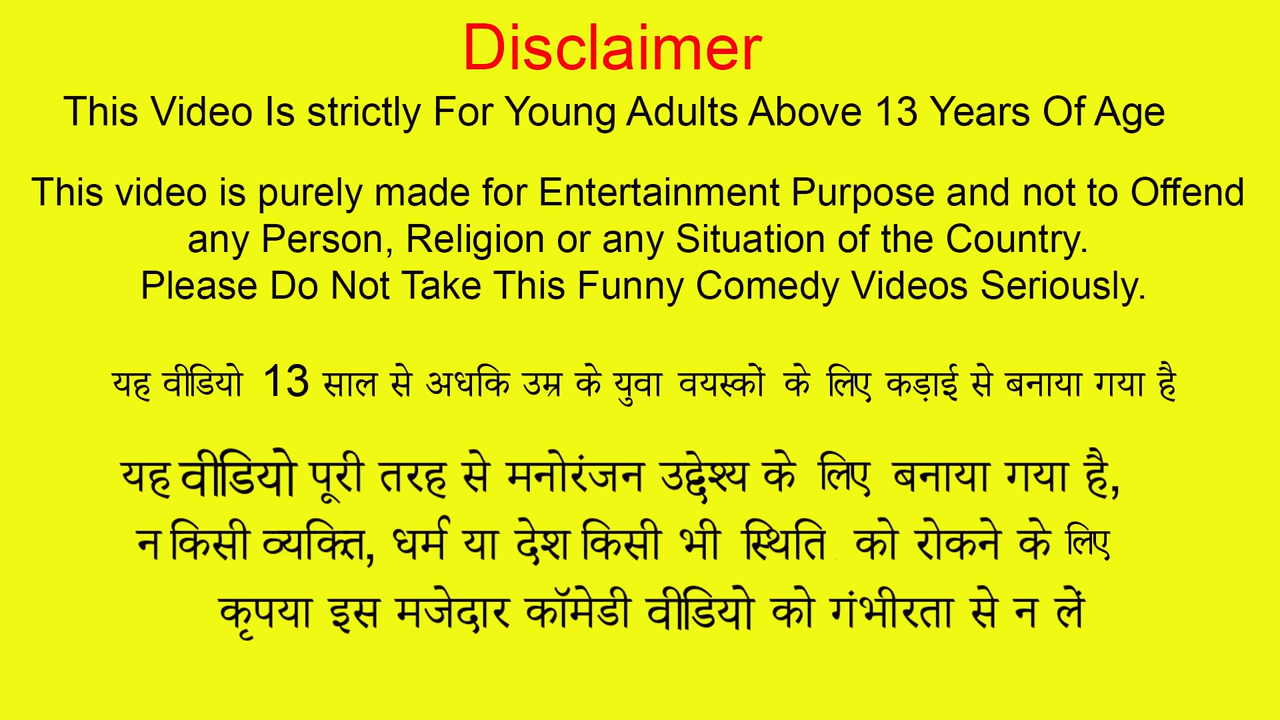 Disclaimer
This Video Is strictly For Young Adults Above 13 Years Of Age
This video is purely made for Entertainment Purpose and not to Offend
any Person, Religion or any Situation of the Country.
Please Do Not Take This Funny Comedy Videos Seriously.
यह वीडियो 13 साल से अधकि उम्र के युवा वयस्कों के लिए कड़ाई से बनाया गया है
यह वीडियो पूरी तरह से मनोरंजन उद्देश्य के लिए बनाया गया है,
न किसी व्यक्ति, धर्म या देश किसी भी स्थिति को रोकने के लिए
कृपया इस मजेदार कॉमेडी वीडियो को गंभीरता से न लें